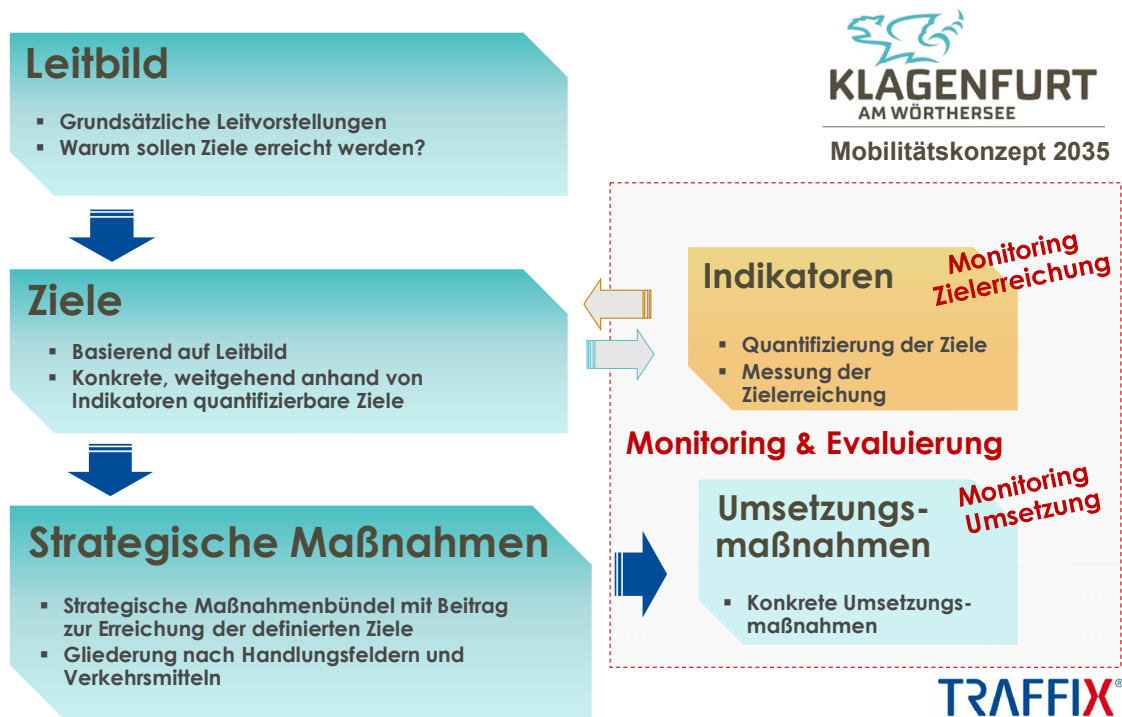 Leitbild
▪ Grundsätzliche Leitvorstellungen
▪ Warum sollen Ziele erreicht werden?
KLAGENFURT
AM WÖRTHERSEE
Mobilitätskonzept 2035
Ziele
▪ Basierend auf Leitbild
▪ Konkrete, weitgehend anhand von
Indikatoren quantifizierbare Ziele
Indikatoren
Monitoring
Zielerreichung
▪ Quantifizierung der Ziele
▪ Messung der
Zielerreichung
Monitoring & Evaluierung
Strategische Maßnahmen
▪ Strategische Maßnahmenbündel mit Beitrag
zur Erreichung der definierten Ziele
▪ Gliederung nach Handlungsfeldern und
Verkehrsmitteln
Umsetzungs-
maßnahmen
Monitoring
Umsetzung
▪ Konkrete Umsetzungs-
maßnahmen
TRAFFIX®